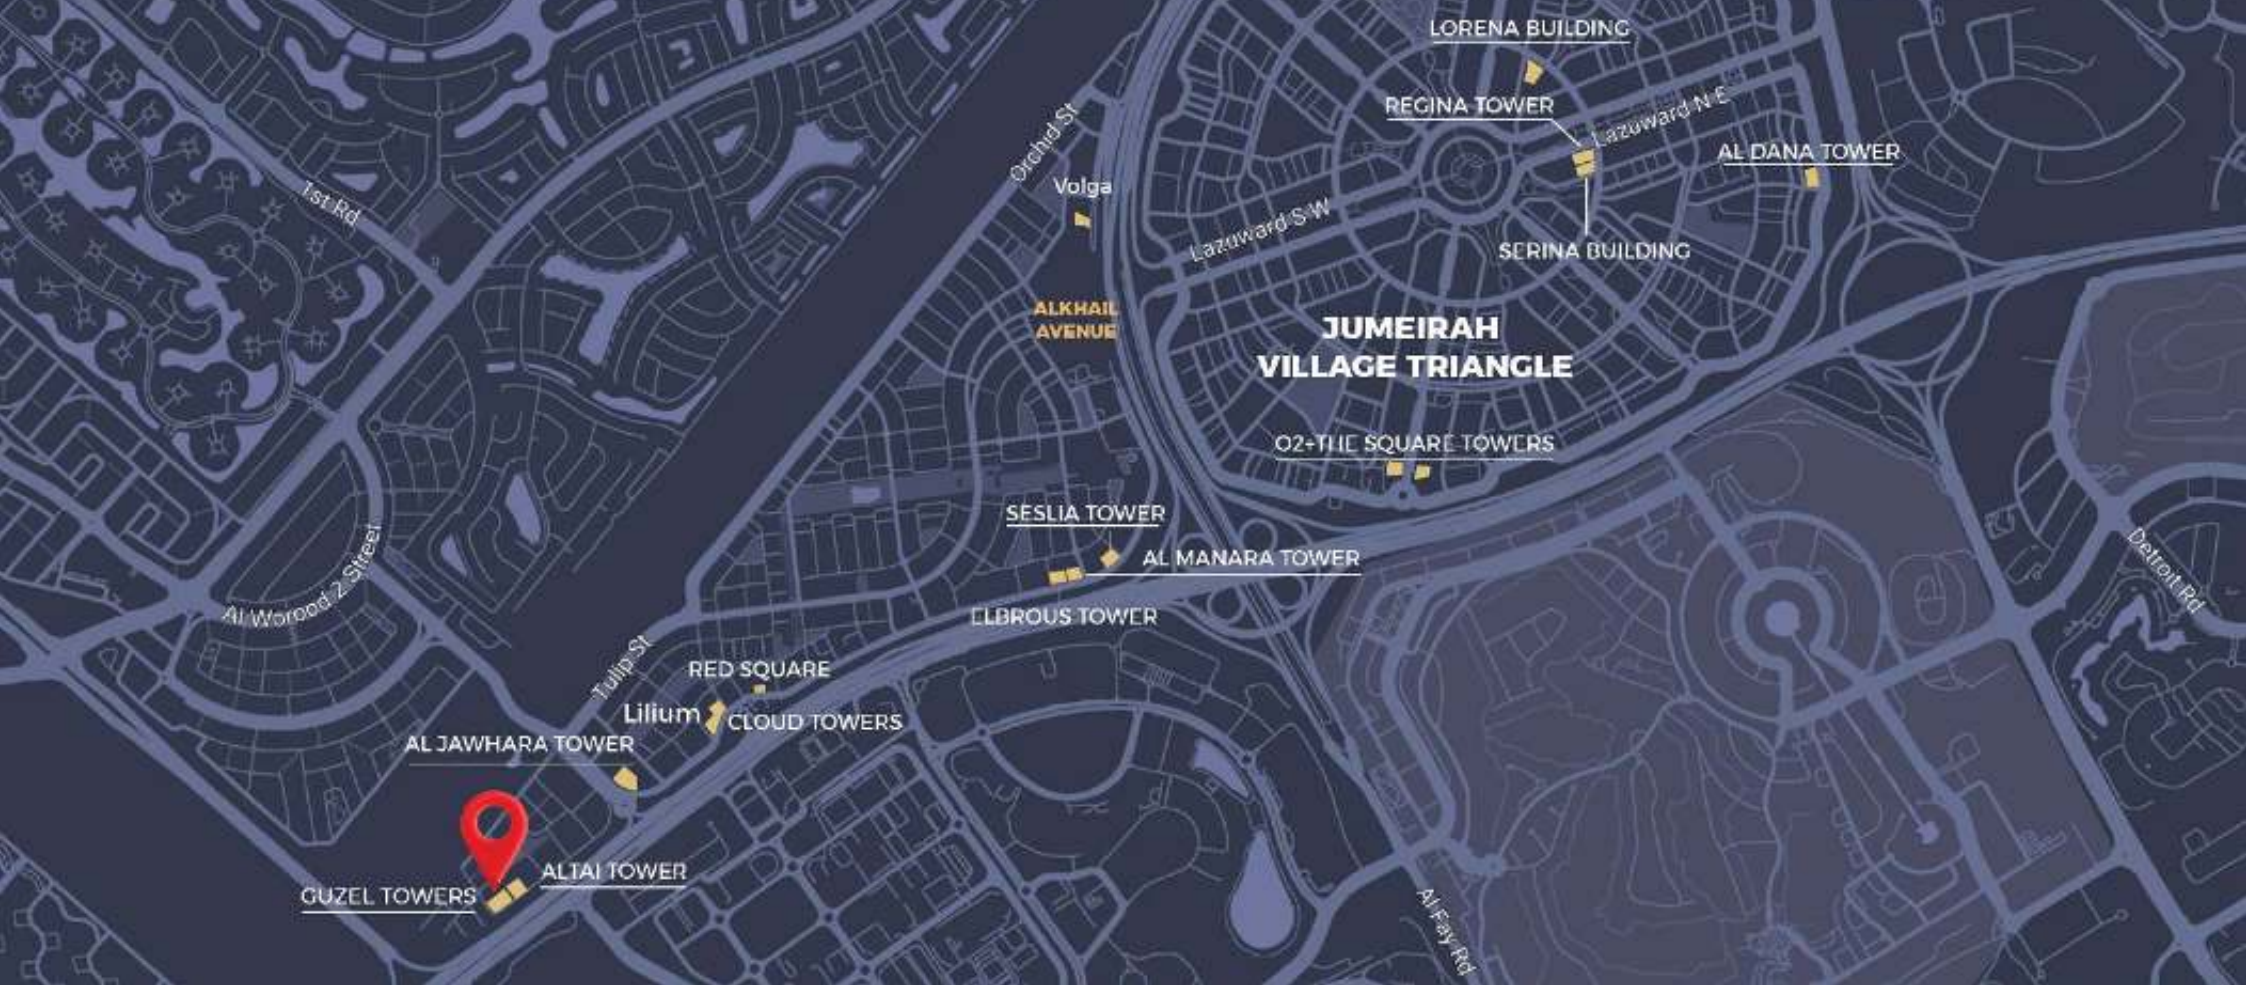 LORENA BUILDING
REGINA TOWER
Lazuward N E
AL DANA TOWER
Orchid St
Volga
1st Rd
Lazuward S W
SERINA BUILDING
ALKHAIL
AVENUE
JUMEIRAH
VILLAGE TRIANGLE
O2+THE SQUARE TOWERS
SESLIA TOWER
AL MANARA TOWER
Al Worood 2 Street
Detroit Rd
ELBROUS TOWER
Tulip St
RED SQUARE
Lilium
CLOUD TOWERS
AL JAWHARA TOWER
ALTAI TOWER
GUZEL TOWERS
Al Fay Rd